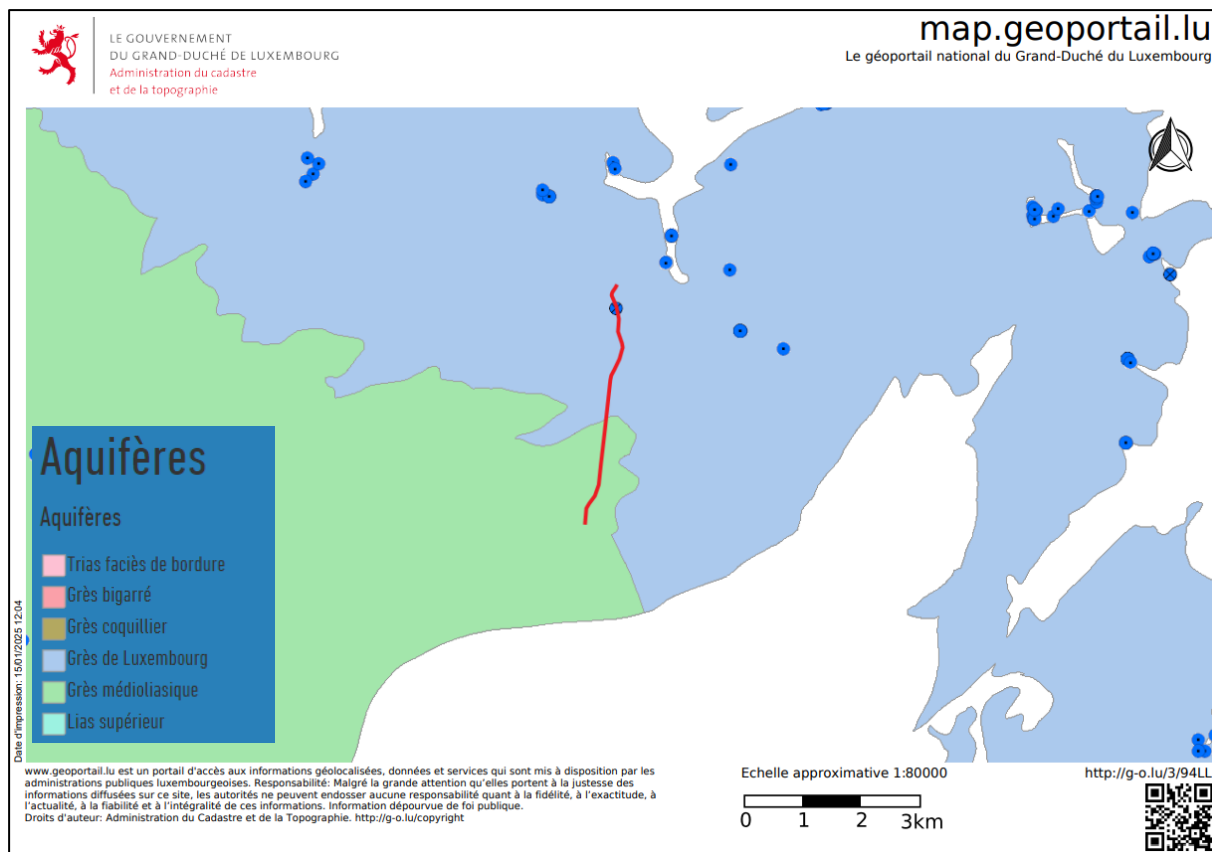 LE GOUVERNEMENT
DU GRAND-DUCHÉ DE LUXEMBOURG
Administration du cadastre
et de la topographie
map.geoportail.lu
Le géoportail national du Grand-Duché du Luxembourg
Aquifères
Aquifères
Trias faciès de bordure
Grès bigarré
Grès coquillier
Grès de Luxembourg
Grès médioliasique
Lias supérieur
Date d'impression: 15/01/2025 12:04
www.geoportail.lu est un portail d'accès aux informations géolocalisées, données et services qui sont mis à disposition par les
administrations publiques luxembourgeoises. Responsabilité: Malgré la grande attention qu'elles portent à la justesse des
informations diffusées sur ce site, les autorités ne peuvent endosser aucune responsabilité quant à la fidélité, à l'exactitude, à
l'actualité, à la fiabilité et à l'intégralité de ces informations. Information dépourvue de foi publique.
Droits d'auteur: Administration du Cadastre et de la Topographie. http://g-o.lu/copyright
Echelle approximative 1:80000
0 1 2 3km
http://g-o.lu/3/94LL